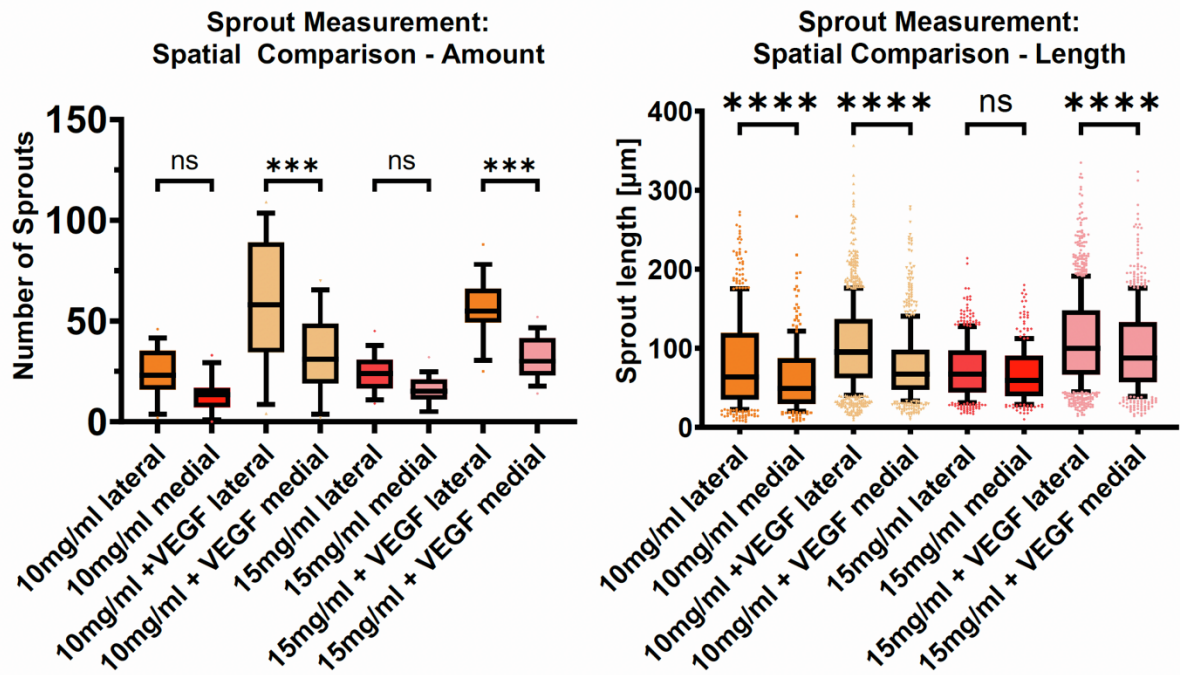 Sprout Measurement:
Spatial Comparison - Amount
Number of Sprouts
150
100
50
0
ns
***
ns
***
10mg/ml lateral
10mg/ml medial
10mg/ml +VEGF lateral
10mg/ml + VEGF medial
15mg/ml lateral
15mg/ml medial
15mg/ml + VEGF lateral
15mg/ml + VEGF medial
Sprout Measurement:
Spatial Comparison - Length
Sprout length [µm]
400
300
200
100
0
****
****
ns
****
10mg/ml lateral
10mg/ml medial
10mg/ml +VEGF lateral
10mg/ml + VEGF medial
15mg/ml lateral
15mg/ml medial
15mg/ml + VEGF lateral
15mg/ml + VEGF medial